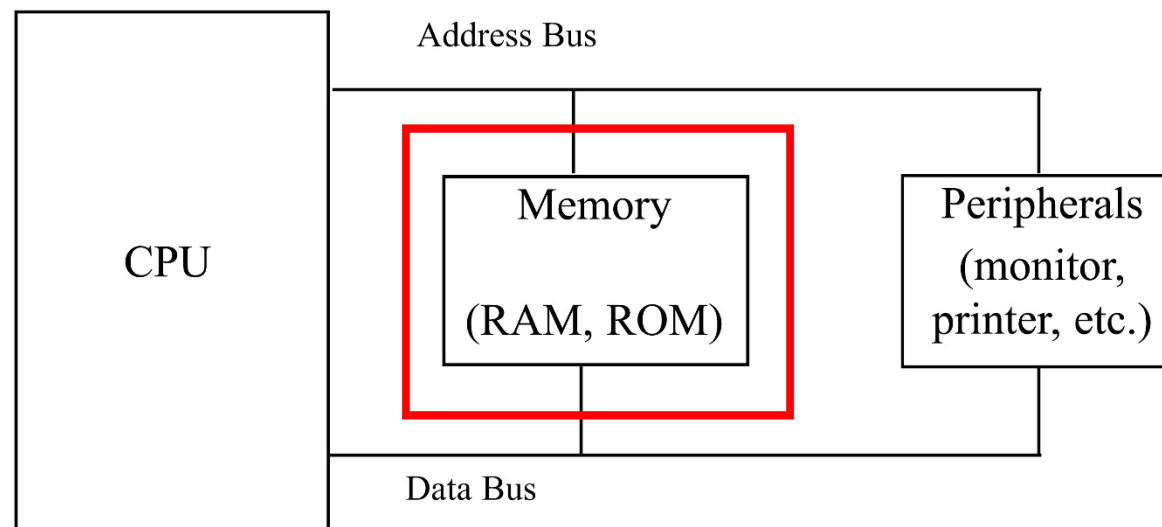 Address Bus
CPU
Memory
(RAM, ROM)
Peripherals
(monitor,
printer, etc.)
Data Bus